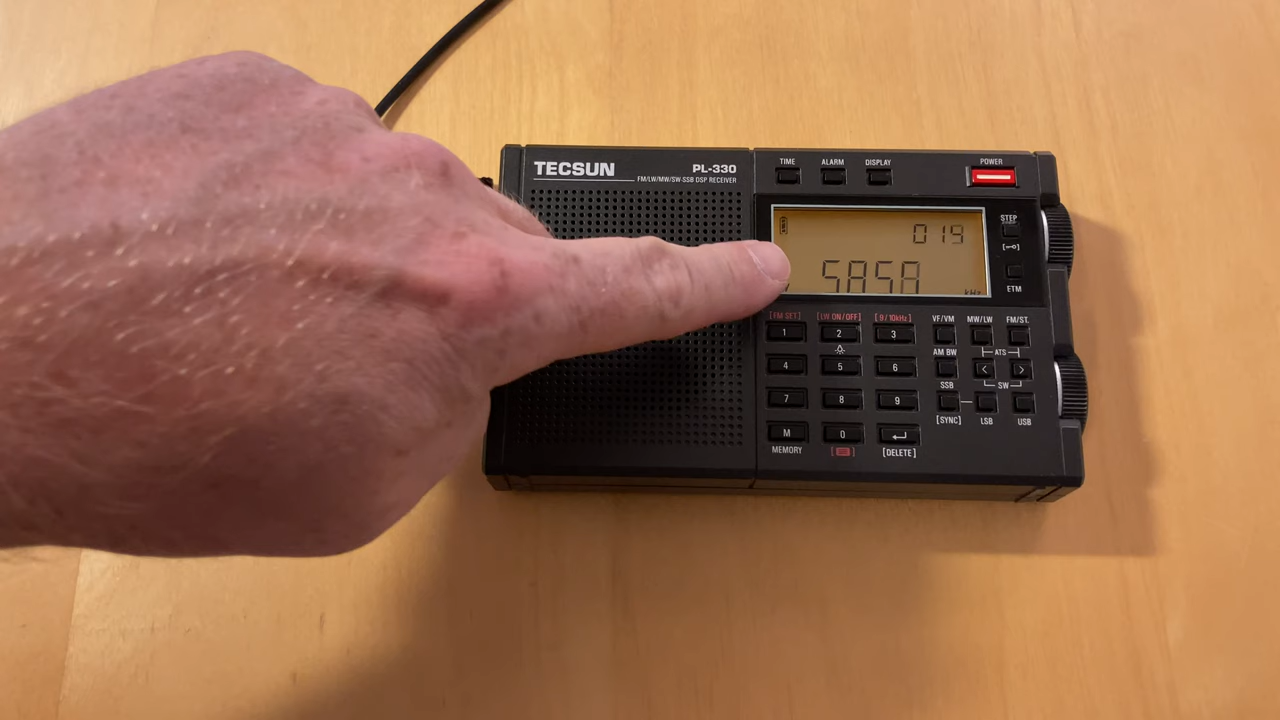 TECSUN PL-330
FM/LW/MW/SW-SSB DSP RECEIVER
TIME ALARM DISPLAY POWER
019
5858
kHz
STEP
ETM
[FM SET] [LW ON/OFF] [9/10kHz] VF/VM MW/LW FM/ST.
1 2 3
AM BW ATS
4 5 6 < >
SSB SW
7 8 9
[SYNC] LSB USB
M 0
MEMORY [DELETE]